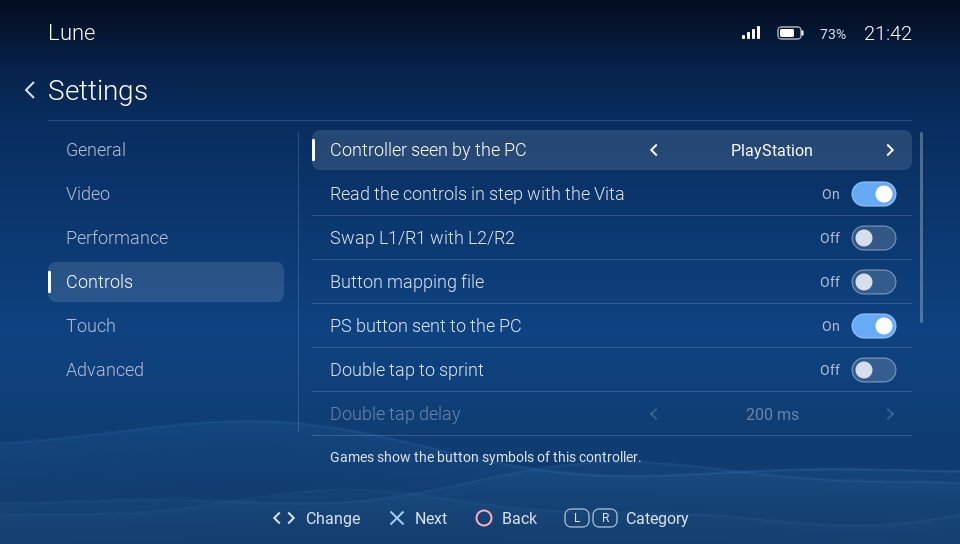 Lune
73% 21:42
Settings
General
Video
Performance
Controls
Touch
Advanced
Controller seen by the PC PlayStation
Read the controls in step with the Vita On
Swap L1/R1 with L2/R2 Off
Button mapping file Off
PS button sent to the PC On
Double tap to sprint Off
Double tap delay 200 ms
Games show the button symbols of this controller.
Change Next Back L R Category